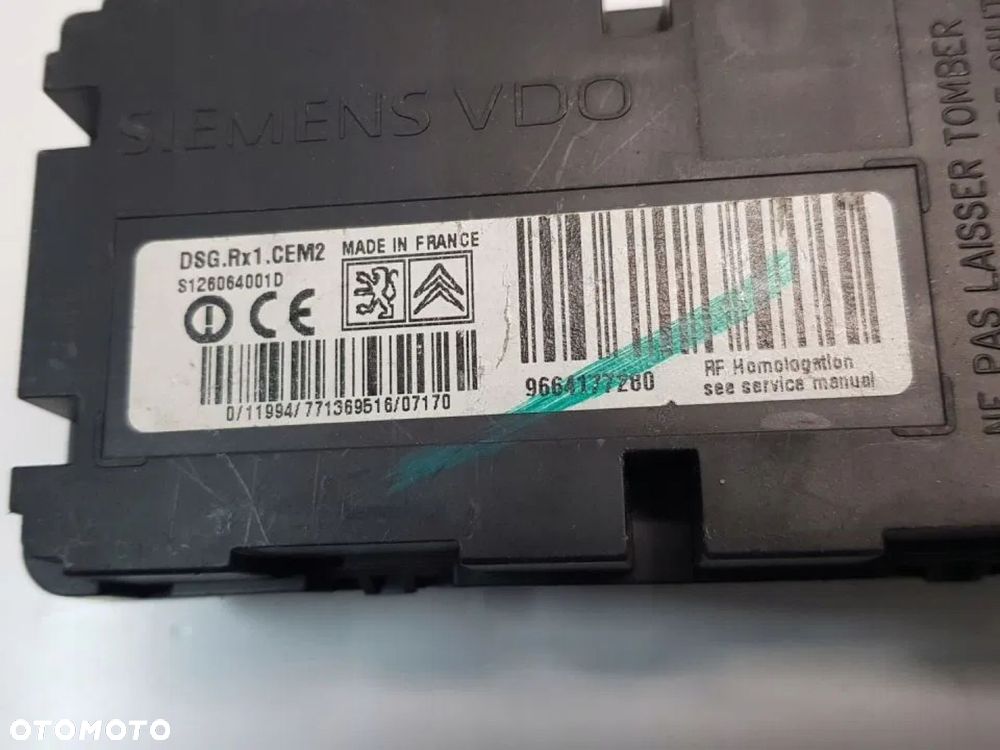 SIEMENS VDO
DSG.Rx1.CEM2
MADE IN FRANCE
S126064001D
CE
0/11994/771369516/07170
9664177280
RF Homologation
see service manual
NE PAS LAISSER TOMBER
OTOMOTO